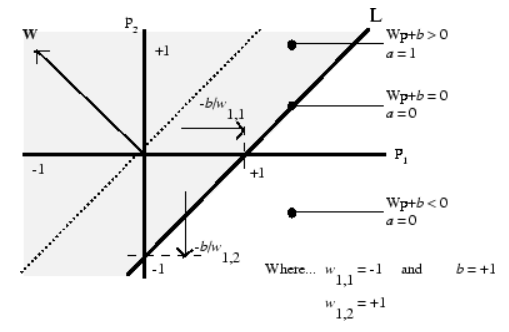 L
P₂
W
+1
Wp+b > 0
a = 1
-b/w₁,₁
Wp+b = 0
a = 0
-1
P₁
+1
Wp+b < 0
a = 0
-b/w₁,₂
-1
Where... w₁,₁ = -1 and b = +1
w₁,₂ = +1